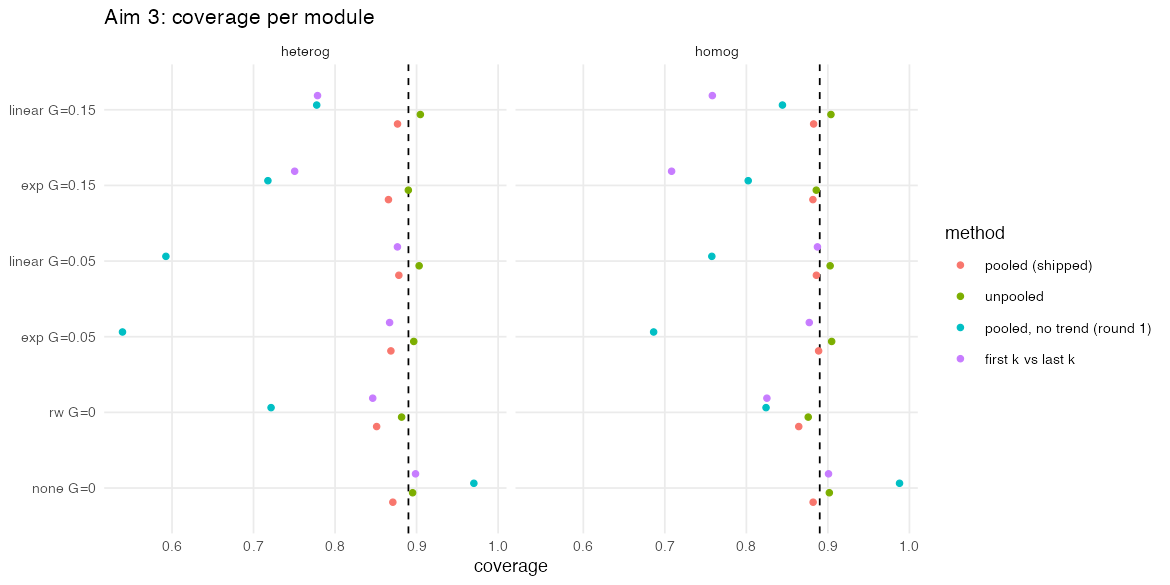 Aim 3: coverage per module
heterog
homog
linear G=0.15
exp G=0.15
linear G=0.05
exp G=0.05
rw G=0
none G=0
0.6 0.7 0.8 0.9 1.0
0.6 0.7 0.8 0.9 1.0
coverage
method
pooled (shipped)
unpooled
pooled, no trend (round 1)
first k vs last k